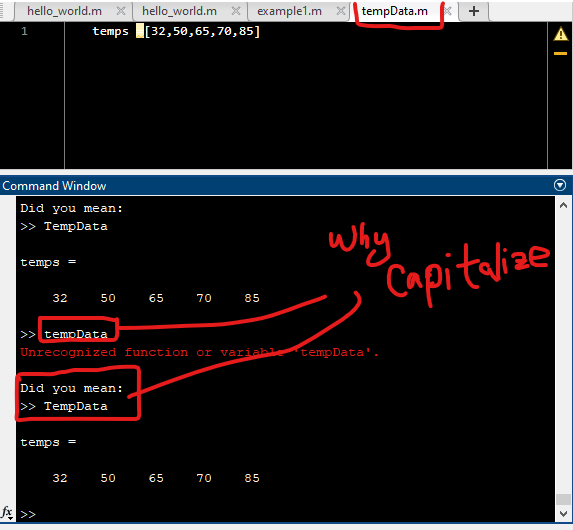 hello_world.m × hello_world.m × example1.m × tempData.m × +
1 temps =[32,50,65,70,85]
Command Window
Did you mean:
>> TempData
temps =
32 50 65 70 85
>> tempData
Unrecognized function or variable 'tempData'.
Did you mean:
>> TempData
temps =
32 50 65 70 85
fx >>
why
capitalize